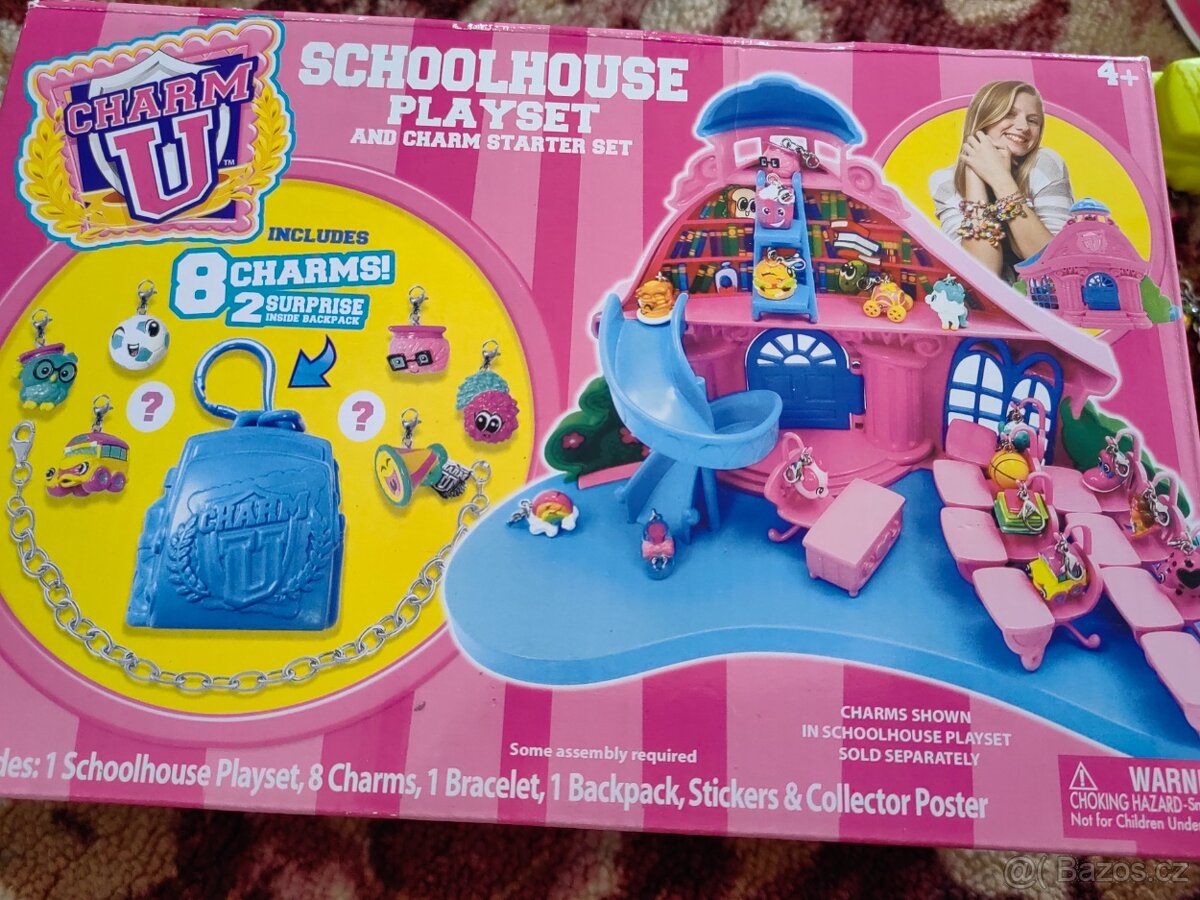 CHARM
U™
SCHOOLHOUSE
PLAYSET
AND CHARM STARTER SET
4+
INCLUDES
8 CHARMS!
2 SURPRISE
INSIDE BACKPACK
?
?
CHARM
U
CHARMS SHOWN
IN SCHOOLHOUSE PLAYSET
SOLD SEPARATELY
Some assembly required
des: 1 Schoolhouse Playset, 8 Charms, 1 Bracelet, 1 Backpack, Stickers & Collector Poster
WARN
CHOKING HAZARD-Sm
Not for Children Unde
@( Bazos.cz